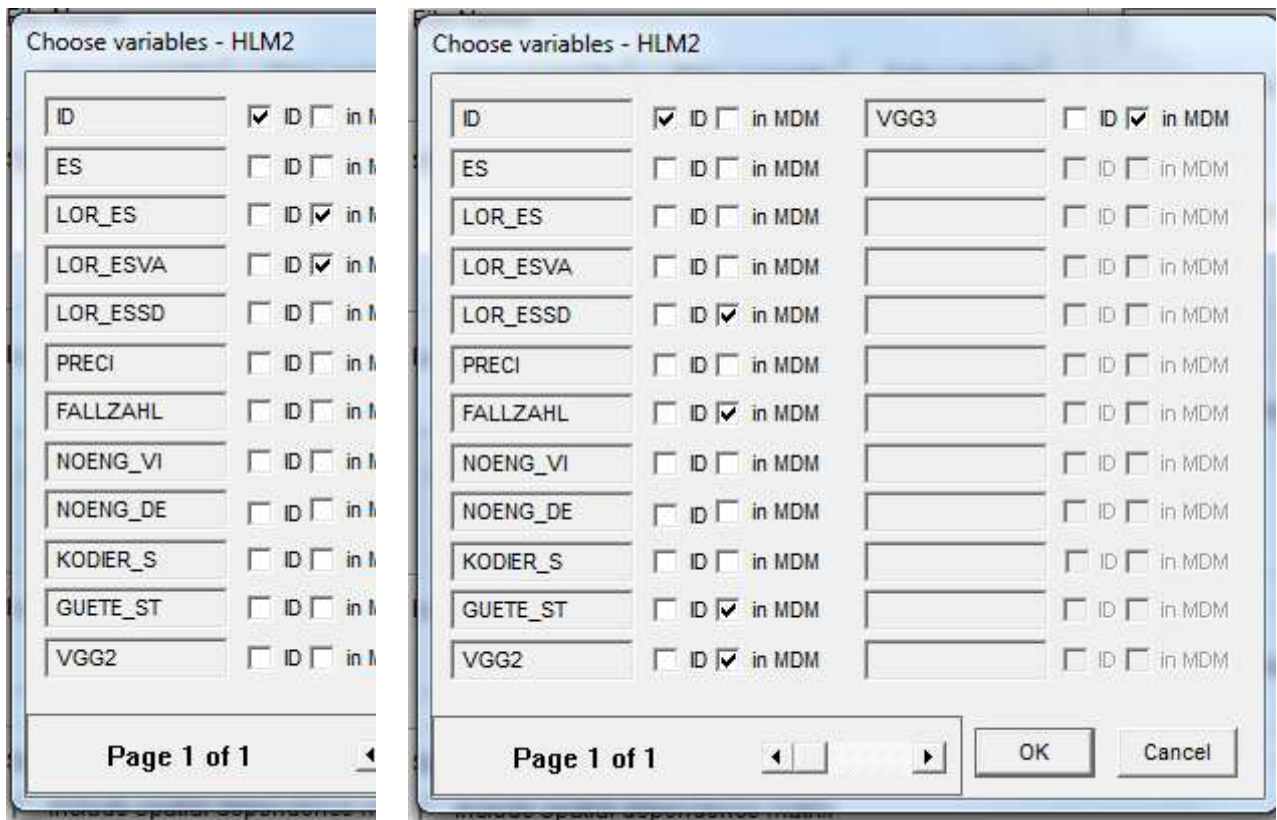 Choose variables - HLM2
ID ID in
ES ID in
LOR_ES ID in
LOR_ESVA ID in
LOR_ESSD ID in
PRECI ID in
FALLZAHL ID in
NOENG_VI ID in
NOENG_DE ID in
KODIER_S ID in
GUETE_ST ID in
VGG2 ID in
Page 1 of 1
Choose variables - HLM2
ID ID in MDM VGG3 ID in MDM
ES ID in MDM ID in MDM
LOR_ES ID in MDM ID in MDM
LOR_ESVA ID in MDM ID in MDM
LOR_ESSD ID in MDM ID in MDM
PRECI ID in MDM ID in MDM
FALLZAHL ID in MDM ID in MDM
NOENG_VI ID in MDM ID in MDM
NOENG_DE ID in MDM ID in MDM
KODIER_S ID in MDM ID in MDM
GUETE_ST ID in MDM ID in MDM
VGG2 ID in MDM ID in MDM
Page 1 of 1 OK Cancel